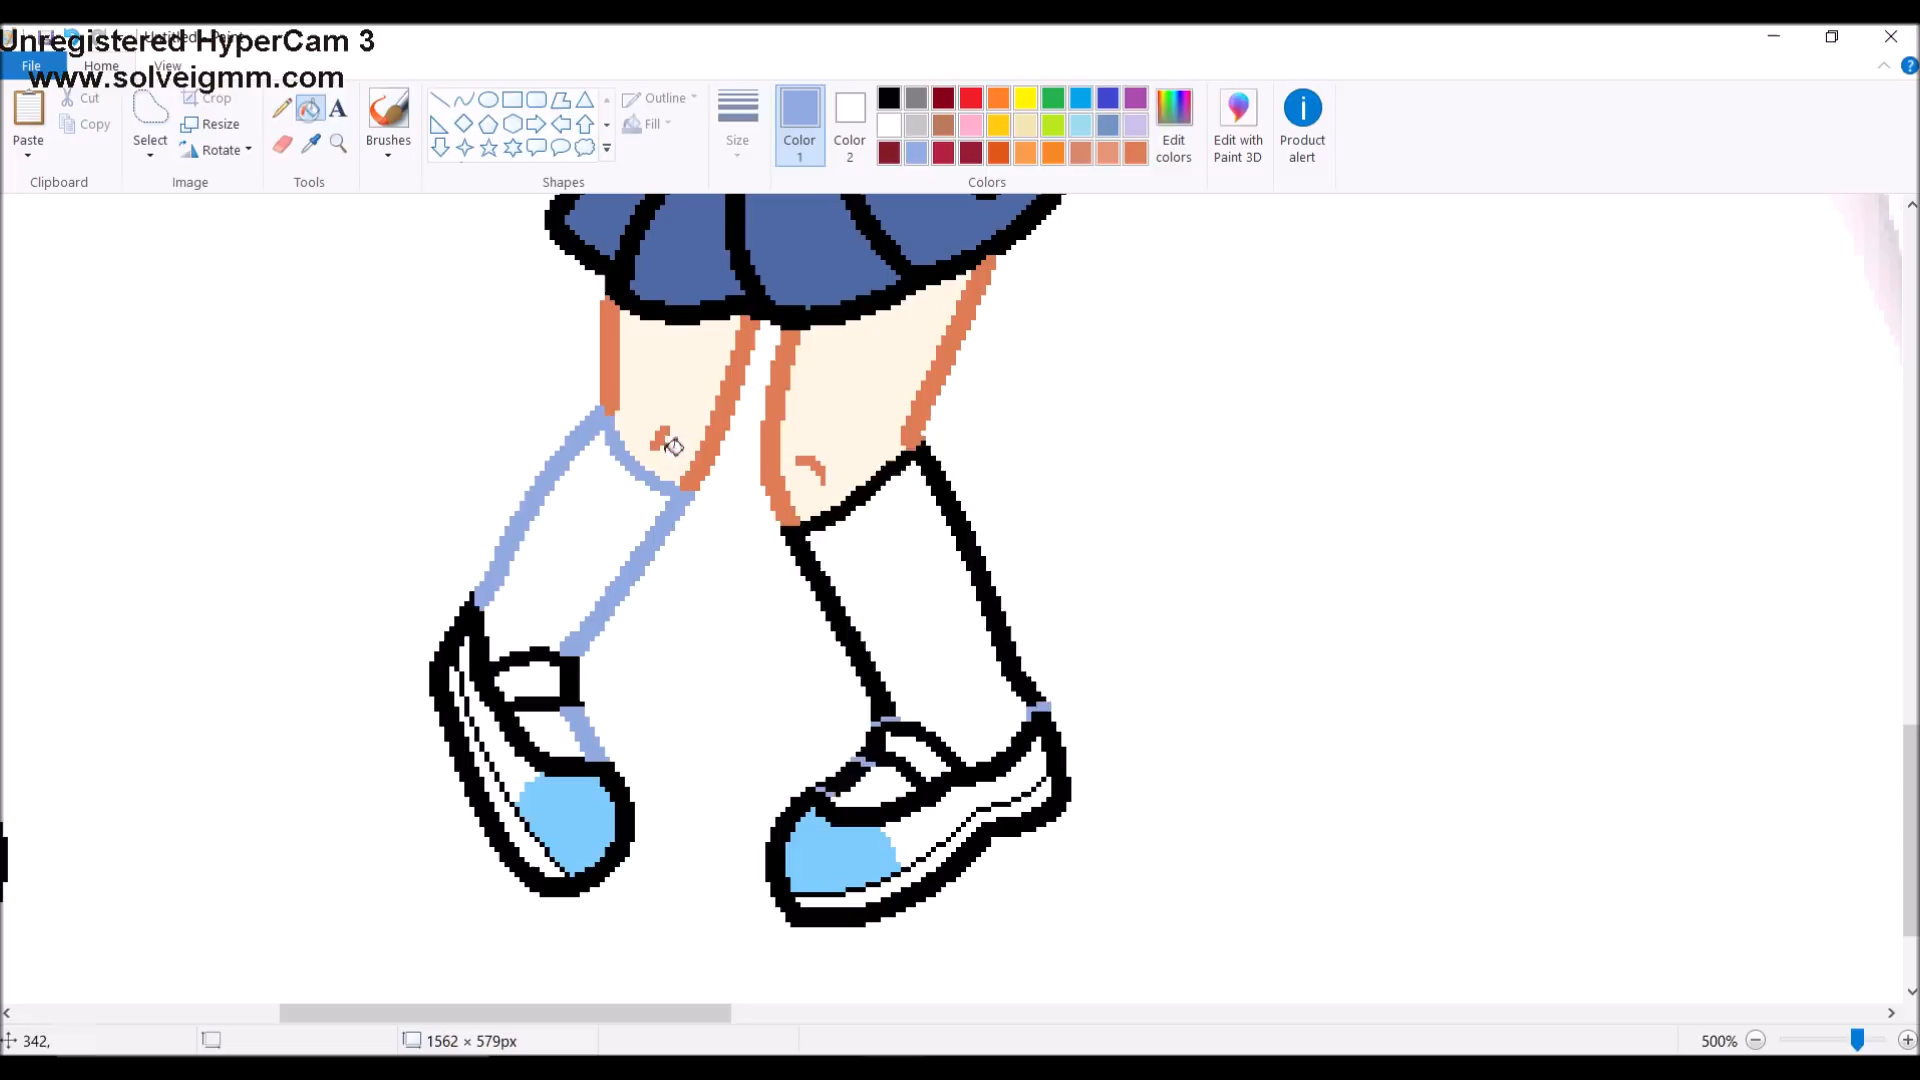 Unregistered HyperCam 3
Untitled - Paint
www.solveigmm.com
File
Home
View
Paste
Cut
Copy
Clipboard
Select
Crop
Resize
Rotate
Image
A
Tools
Brushes
Outline
Fill
Shapes
Size
Color 1
Color 2
Edit colors
Colors
Edit with Paint 3D
Product alert
342,
1562 × 579px
500%